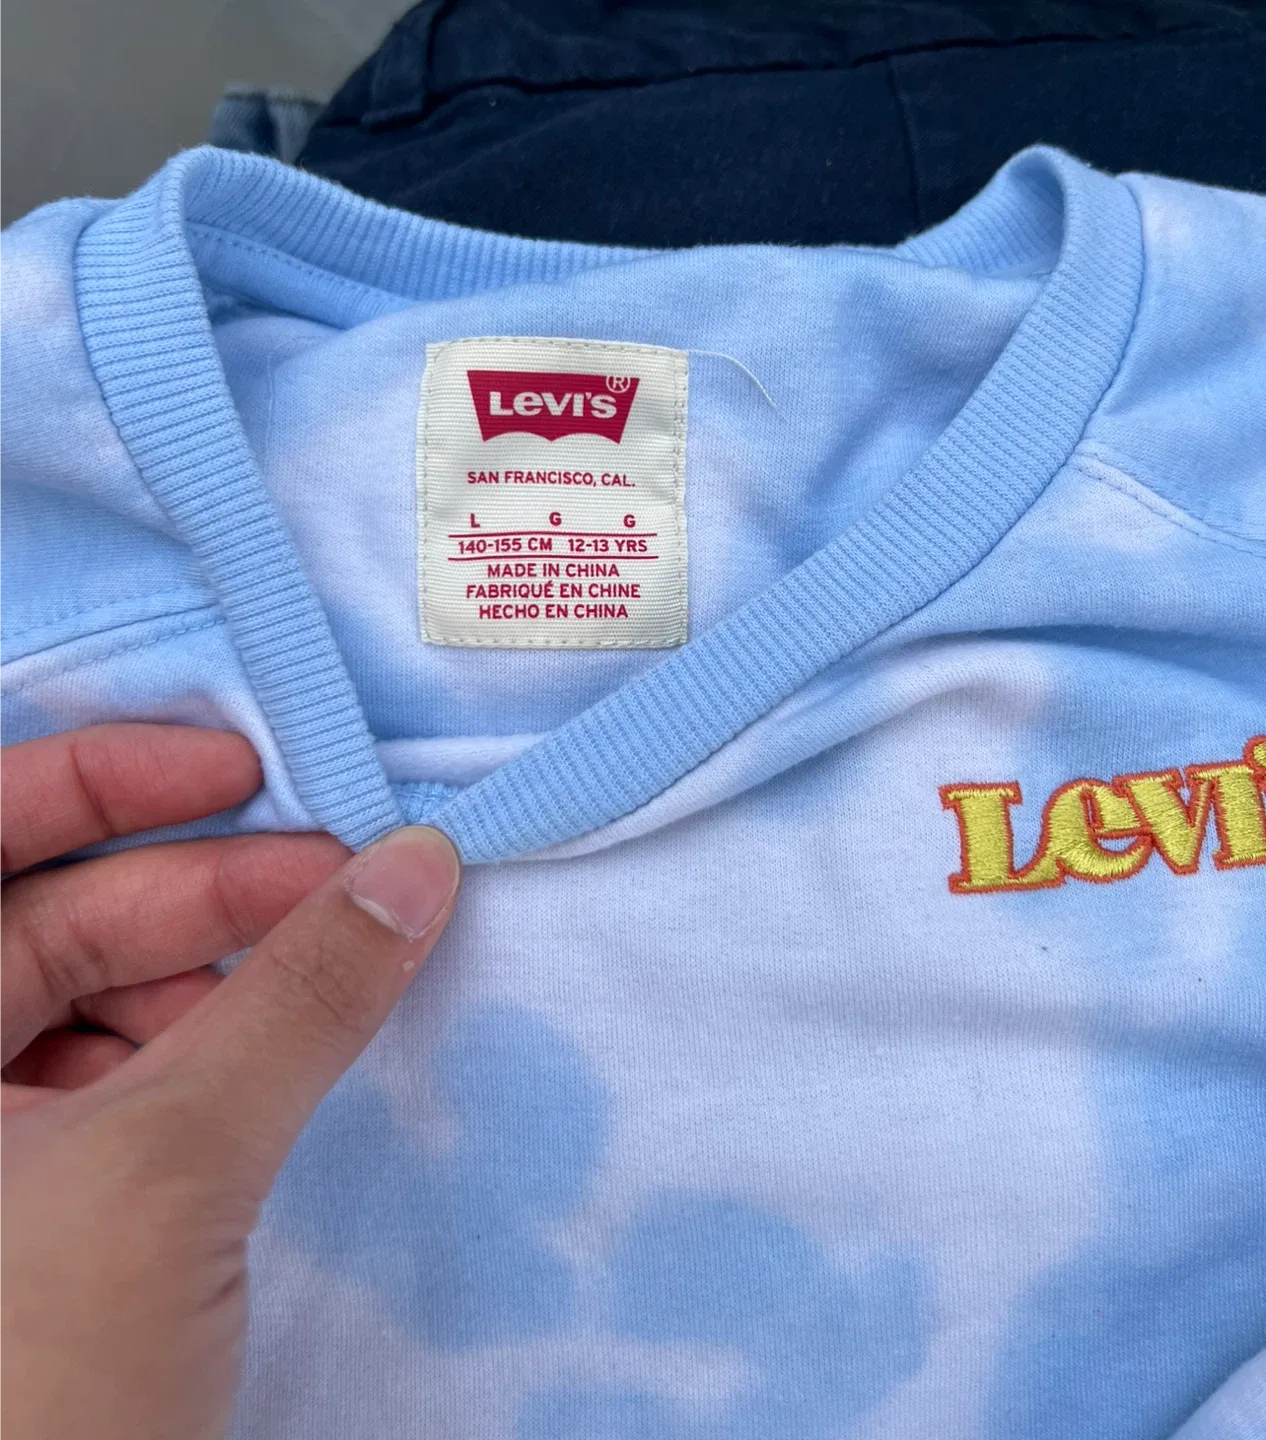 Levi's ®
SAN FRANCISCO, CAL.
L G G
140-155 CM 12-13 YRS
MADE IN CHINA
FABRIQUÉ EN CHINE
HECHO EN CHINA
Levi